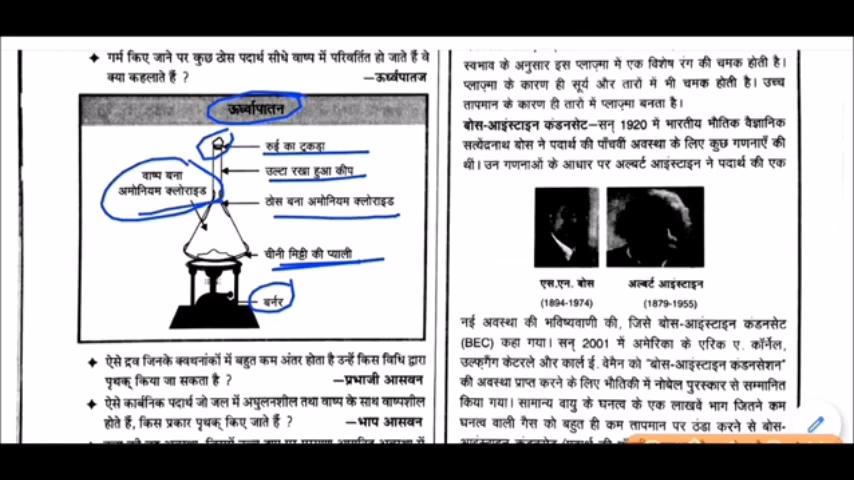 ✦ गर्म किए जाने पर कुछ ठोस पदार्थ सीधे वाष्प में परिवर्तित हो जाते हैं वे
क्या कहलाते हैं ? —ऊर्ध्वपातज
ऊर्ध्वापातन
रुई का टुकड़ा
उल्टा रखा हुआ कीप
वाष्प बना
अमोनियम क्लोराइड
ठोस बना अमोनियम क्लोराइड
चीनी मिट्टी की प्याली
बर्नर
✦ ऐसे द्रव जिनके क्वथनांकों में बहुत कम अंतर होता है उन्हें किस विधि द्वारा
पृथक् किया जा सकता है ? —प्रभाजी आसवन
✦ ऐसे कार्बनिक पदार्थ जो जल में अघुलनशील तथा वाष्प के साथ वाष्पशील
होते हैं, किस प्रकार पृथक् किए जाते हैं ? —भाप आसवन
स्वभाव के अनुसार इस प्लाज़्मा में एक विशेष रंग की चमक होती है।
प्लाज़्मा के कारण ही सूर्य और तारों में भी चमक होती है। उच्च
तापमान के कारण ही तारो में प्लाज़्मा बनता है।
बोस-आइंस्टाइन कंडनसेट–सन् 1920 में भारतीय भौतिक वैज्ञानिक
सत्येंद्रनाथ बोस ने पदार्थ की पाँचवीं अवस्था के लिए कुछ गणनाएँ की
थी। उन गणनाओं के आधार पर अल्बर्ट आइंस्टाइन ने पदार्थ की एक
एस.एन. बोस
(1894-1974)
अल्बर्ट आइंस्टाइन
(1879-1955)
नई अवस्था की भविष्यवाणी की, जिसे बोस-आइंस्टाइन कंडनसेट
(BEC) कहा गया। सन् 2001 में अमेरिका के एरिक ए. कॉर्नेल,
उल्फ़गैंग केटरले और कार्ल ई. वेमैन को "बोस-आइंस्टाइन कंडनसेशन"
की अवस्था प्राप्त करने के लिए भौतिकी में नोबेल पुरस्कार से सम्मानित
किया गया। सामान्य वायु के घनत्व के एक लाखवें भाग जितने कम
घनत्व वाली गैस को बहुत ही कम तापमान पर ठंडा करने से बोस-